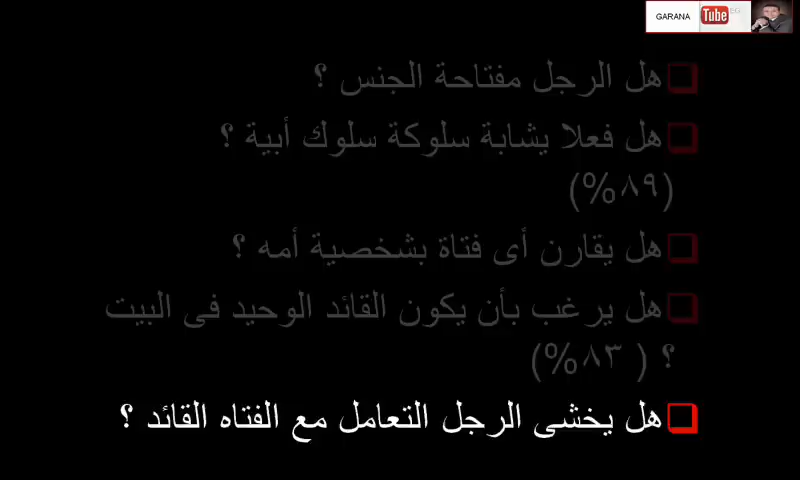 GARANA Tube
هل الرجل مفتاحة الجنس ؟
هل فعلا يشابة سلوكة سلوك أبية ؟
(٨٩%)
هل يقارن أى فتاة بشخصية أمه ؟
هل يرغب بأن يكون القائد الوحيد فى البيت
؟ ( ٨٣%)
هل يخشى الرجل التعامل مع الفتاه القائد ؟